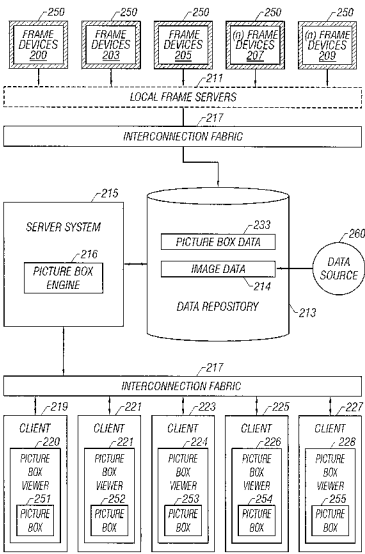 250 250 250 250 250
FRAME DEVICES 200
FRAME DEVICES 203
FRAME DEVICES 205
(n) FRAME DEVICES 207
(n) FRAME DEVICES 209
211
LOCAL FRAME SERVERS
217
INTERCONNECTION FABRIC
215
SERVER SYSTEM
216
PICTURE BOX
ENGINE
233
PICTURE BOX DATA
IMAGE DATA
214
DATA REPOSITORY
213
260
DATA
SOURCE
217
INTERCONNECTION FABRIC
219 221 223 225 227
CLIENT
220
PICTURE
BOX
VIEWER
251
PICTURE
BOX
CLIENT
221
PICTURE
BOX
VIEWER
252
PICTURE
BOX
CLIENT
224
PICTURE
BOX
VIEWER
253
PICTURE
BOX
CLIENT
226
PICTURE
BOX
VIEWER
254
PICTURE
BOX
CLIENT
228
PICTURE
BOX
VIEWER
255
PICTURE
BOX